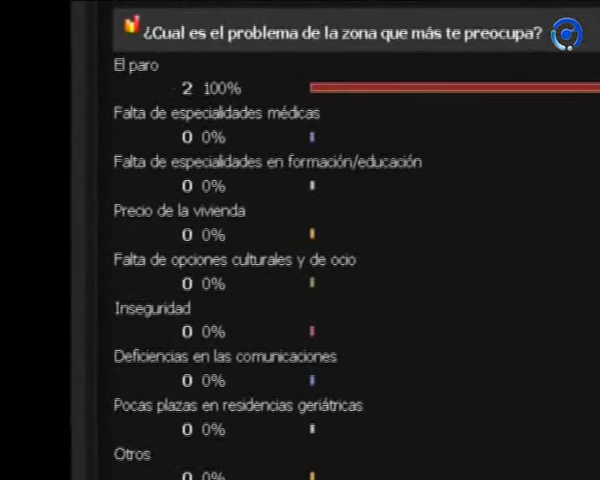 ¿Cual es el problema de la zona que más te preocupa?
El paro
2 100%
Falta de especialidades médicas
0 0%
Falta de especialidades en formación/educación
0 0%
Precio de la vivienda
0 0%
Falta de opciones culturales y de ocio
0 0%
Inseguridad
0 0%
Deficiencias en las comunicaciones
0 0%
Pocas plazas en residencias geriátricas
0 0%
Otros
0 0%